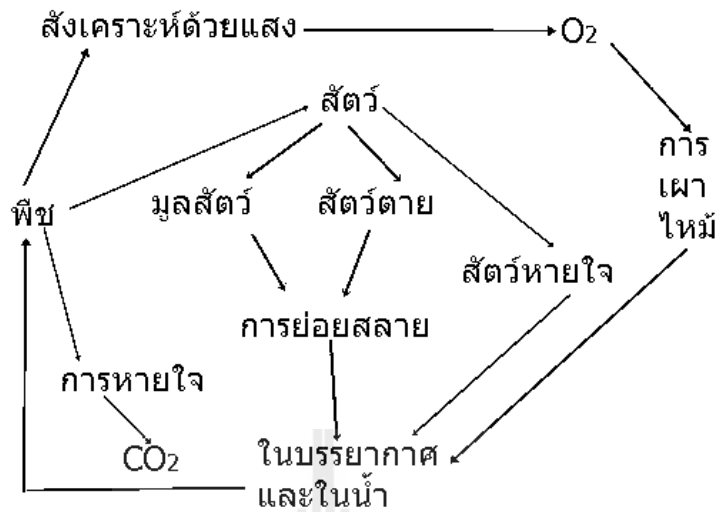 สังเคราะห์ด้วยแสง
O2
สัตว์
การ
เผา
ไหม้
พืช
มูลสัตว์
สัตว์ตาย
สัตว์หายใจ
การย่อยสลาย
การหายใจ
CO2
ในบรรยากาศ
และในน้ำ